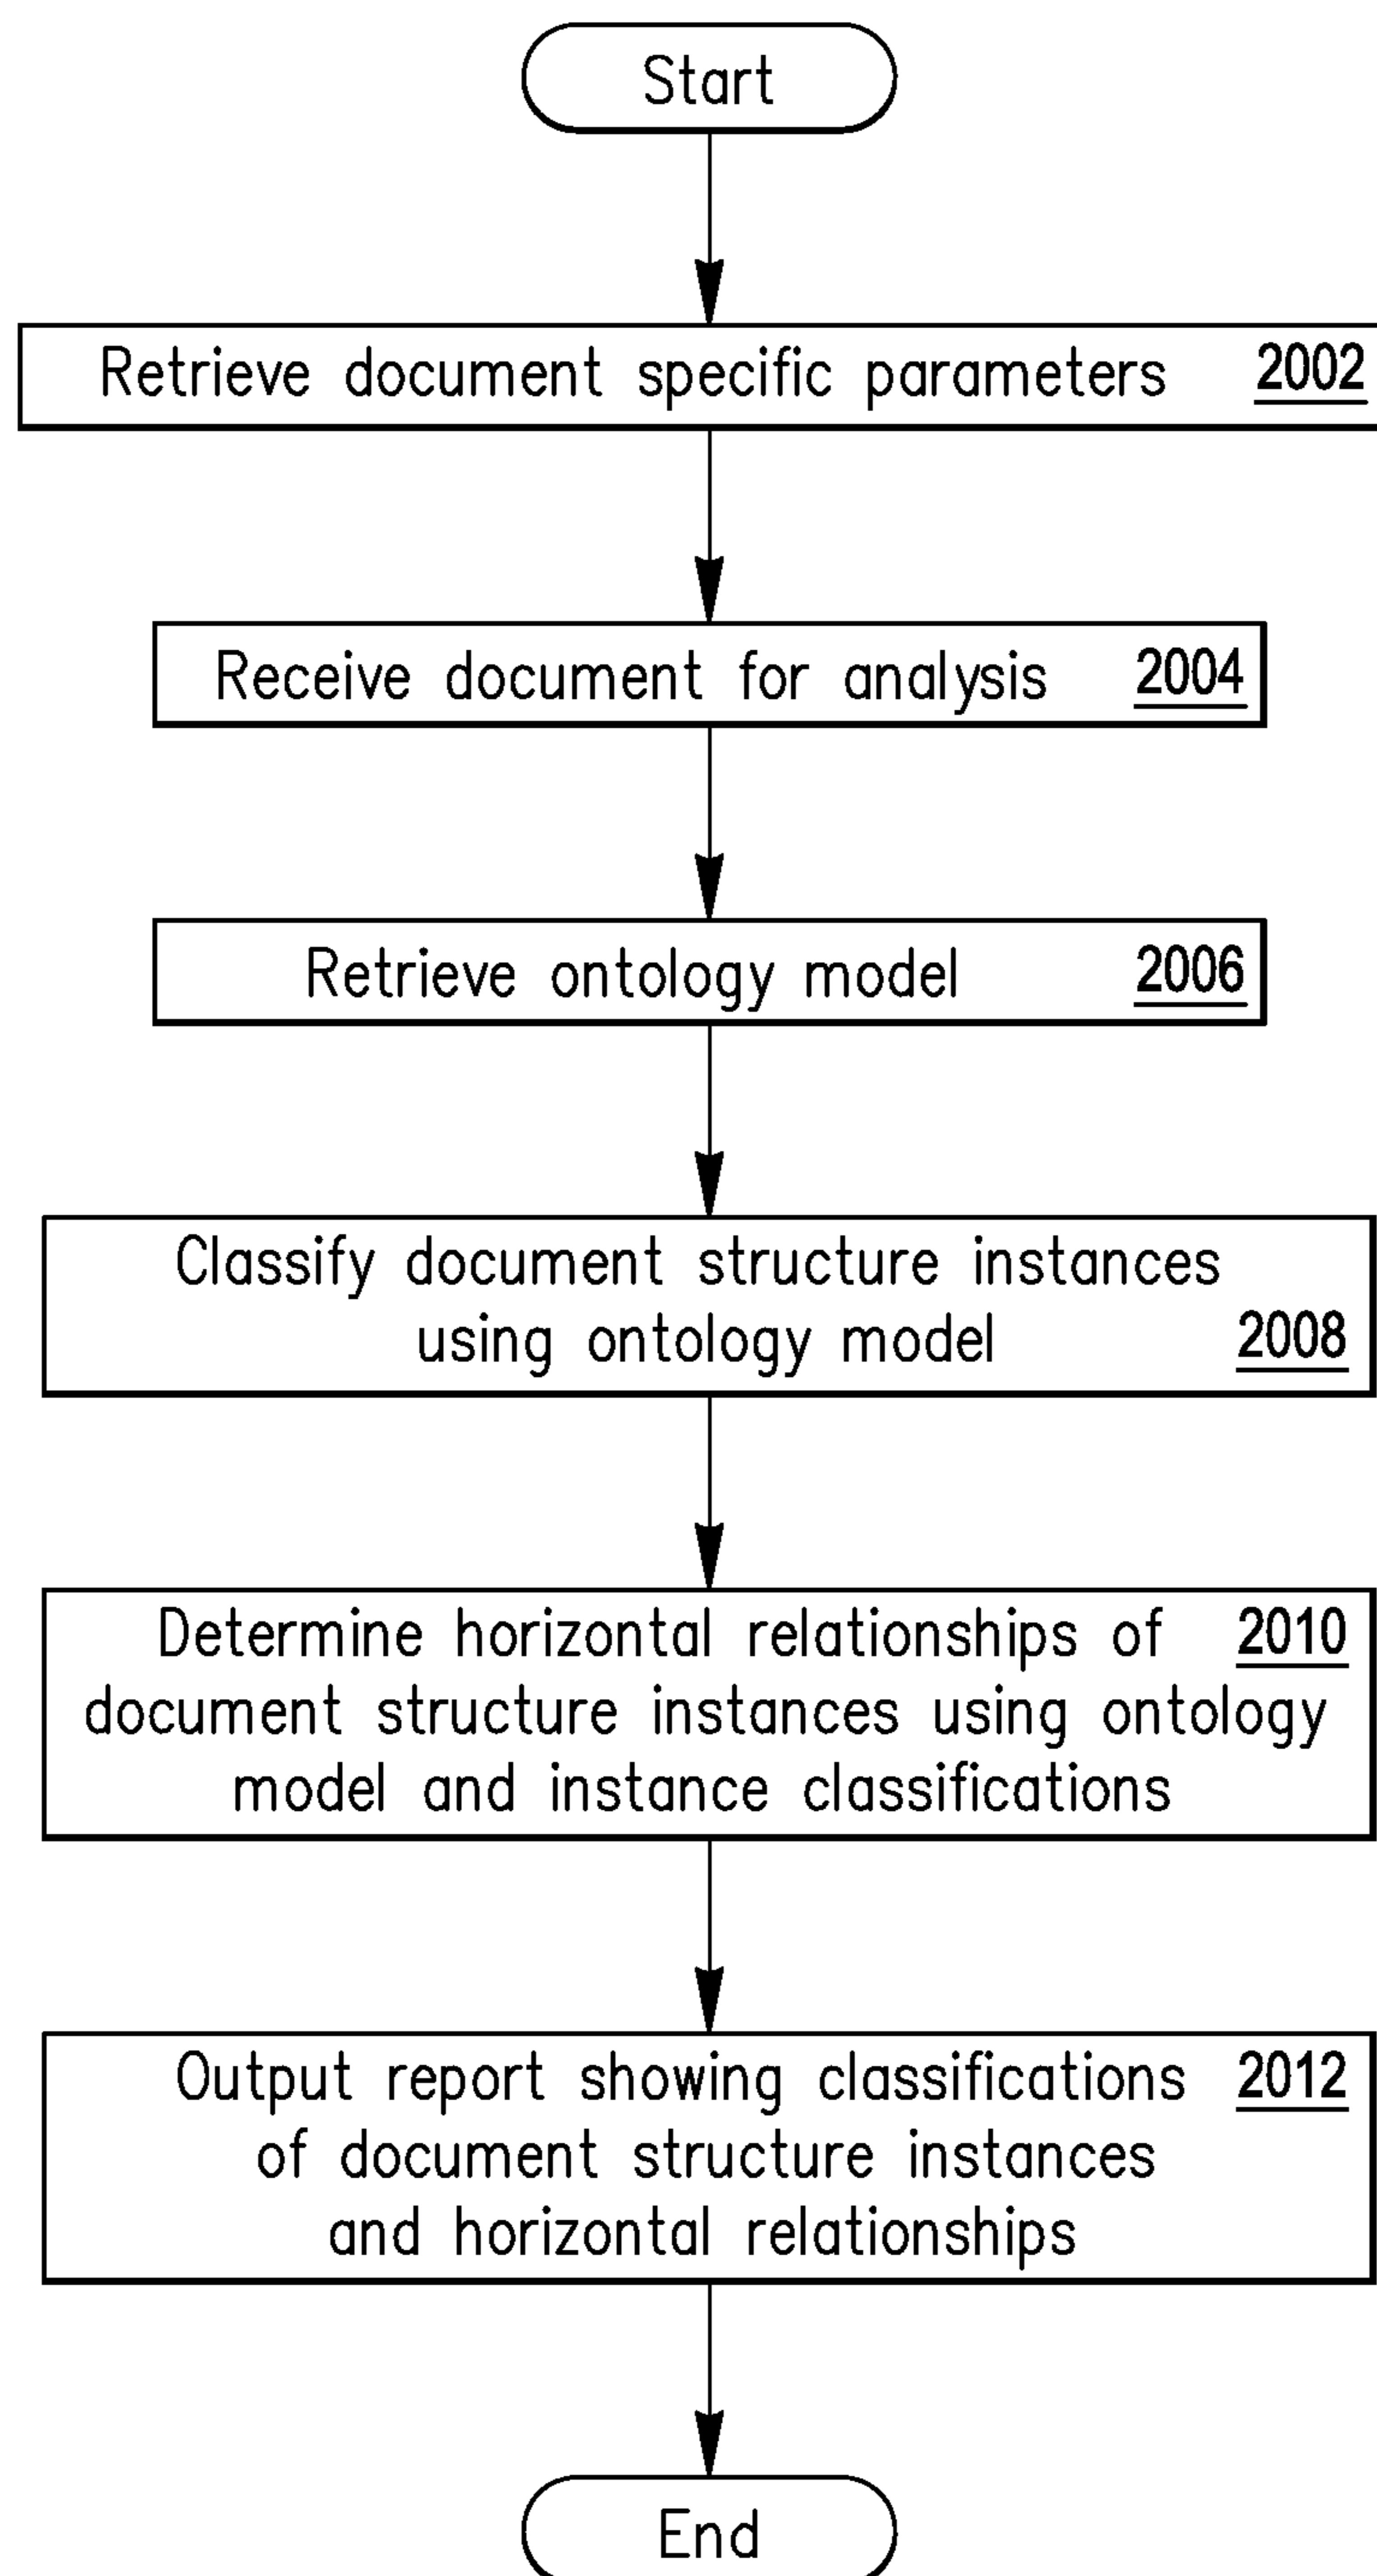 Start
Retrieve document specific parameters 2002
Receive document for analysis 2004
Retrieve ontology model 2006
Classify document structure instances
using ontology model 2008
Determine horizontal relationships of 2010
document structure instances using ontology
model and instance classifications
Output report showing classifications 2012
of document structure instances
and horizontal relationships
End